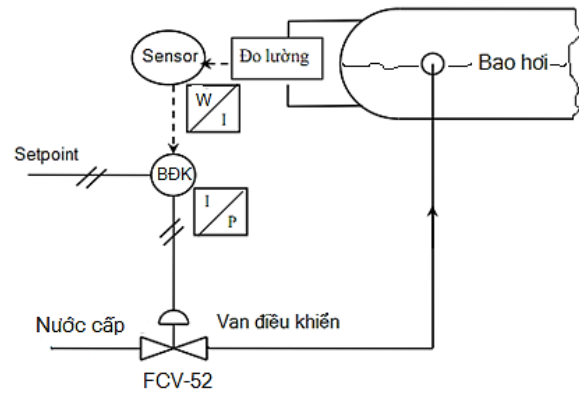 Sensor
Đo lường
Bao hơi
W
I
Setpoint
BĐK
I
P
Nước cấp
Van điều khiển
FCV-52